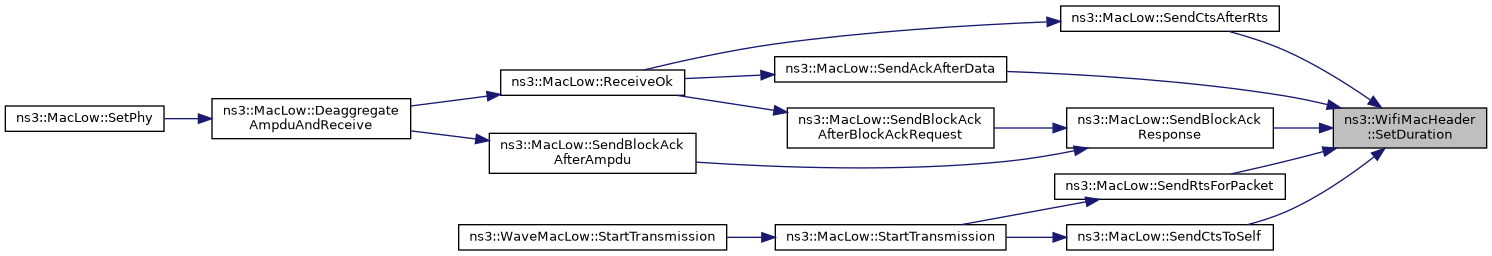 ns3::MacLow::SendCtsAfterRts
ns3::MacLow::SendAckAfterData
ns3::MacLow::ReceiveOk
ns3::MacLow::Deaggregate
AmpduAndReceive
ns3::MacLow::SetPhy
ns3::MacLow::SendBlockAck
AfterBlockAckRequest
ns3::MacLow::SendBlockAck
Response
ns3::WifiMacHeader
::SetDuration
ns3::MacLow::SendBlockAck
AfterAmpdu
ns3::MacLow::SendRtsForPacket
ns3::WaveMacLow::StartTransmission
ns3::MacLow::StartTransmission
ns3::MacLow::SendCtsToSelf